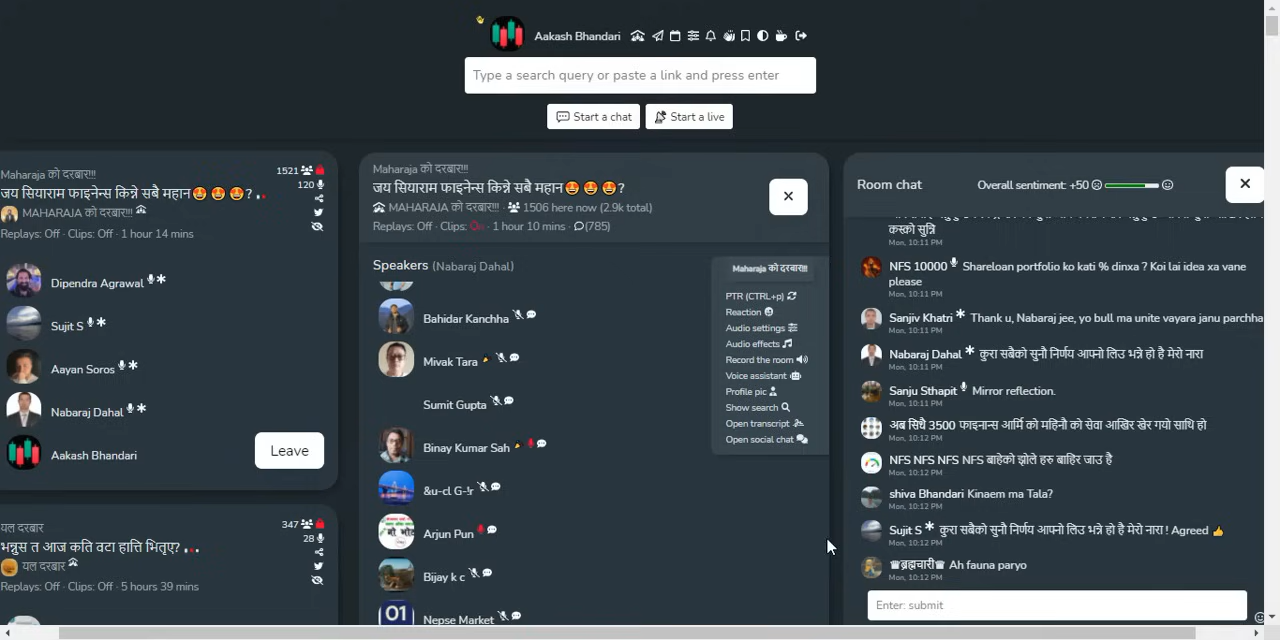 Aakash Bhandari
Type a search query or paste a link and press enter
Start a chat
Start a live
Maharaja को दरबार!!!
1521
जय सियाराम फाइनेन्स किन्ने सबै महान🤩 🤩 🤩?
120
MAHARAJA को दरबार!!!
Replays: Off · Clips: Off · 1 hour 14 mins
Dipendra Agrawal
Sujit S
Aayan Soros
Nabaraj Dahal
Aakash Bhandari
Leave
यल दरबार
347
भन्नुस त आज कति वटा हात्ति भितृए?
28
यल दरबार
Replays: Off · Clips: Off · 5 hours 39 mins
Maharaja को दरबार!!!
जय सियाराम फाइनेन्स किन्ने सबै महान🤩 🤩 🤩?
MAHARAJA को दरबार!!! · 1506 here now (2.9k total)
Replays: Off · Clips: On · 1 hour 10 mins · (785)
Speakers (Nabaraj Dahal)
Bahidar Kanchha
Mivak Tara
Sumit Gupta
Binay Kumar Sah
&u-cl G-!r
Arjun Pun
Bijay k c
01
Nepse Market
Maharaja को दरबार!!!
PTR (CTRL+p)
Reaction
Audio settings
Audio effects
Record the room
Voice assistant
Profile pic
Show search
Open transcript
Open social chat
Room chat
Overall sentiment: +50
कस्को सुन्नि
Mon, 10:11 PM
NFS 10000 Shareloan portfolio ko kati % dinxa ? Koi lai idea xa vane
please
Mon, 10:11 PM
Sanjiv Khatri Thank u, Nabaraj jee, yo bull ma unite vayara janu parchha
Mon, 10:11 PM
Nabaraj Dahal कुरा सबैको सुनौ निर्णय आफ्नो लिउ भन्ने हो है मेरो नारा
Mon, 10:11 PM
Sanju Sthapit Mirror reflection.
Mon, 10:11 PM
अब सिधै 3500 फाइनान्स आर्मि को महिनौ को सेवा आखिर खेर गयो साथि हो
Mon, 10:12 PM
NFS NFS NFS NFS बाहेको झोले हरु बाहिर जाउ है
Mon, 10:12 PM
shiva Bhandari Kinaem ma Tala?
Mon, 10:12 PM
Sujit S कुरा सबैको सुनौ निर्णय आफ्नो लिउ भन्ने हो है मेरो नारा ! Agreed 👍
Mon, 10:12 PM
♛ब्रह्मचारी♛ Ah fauna paryo
Mon, 10:12 PM
Enter: submit